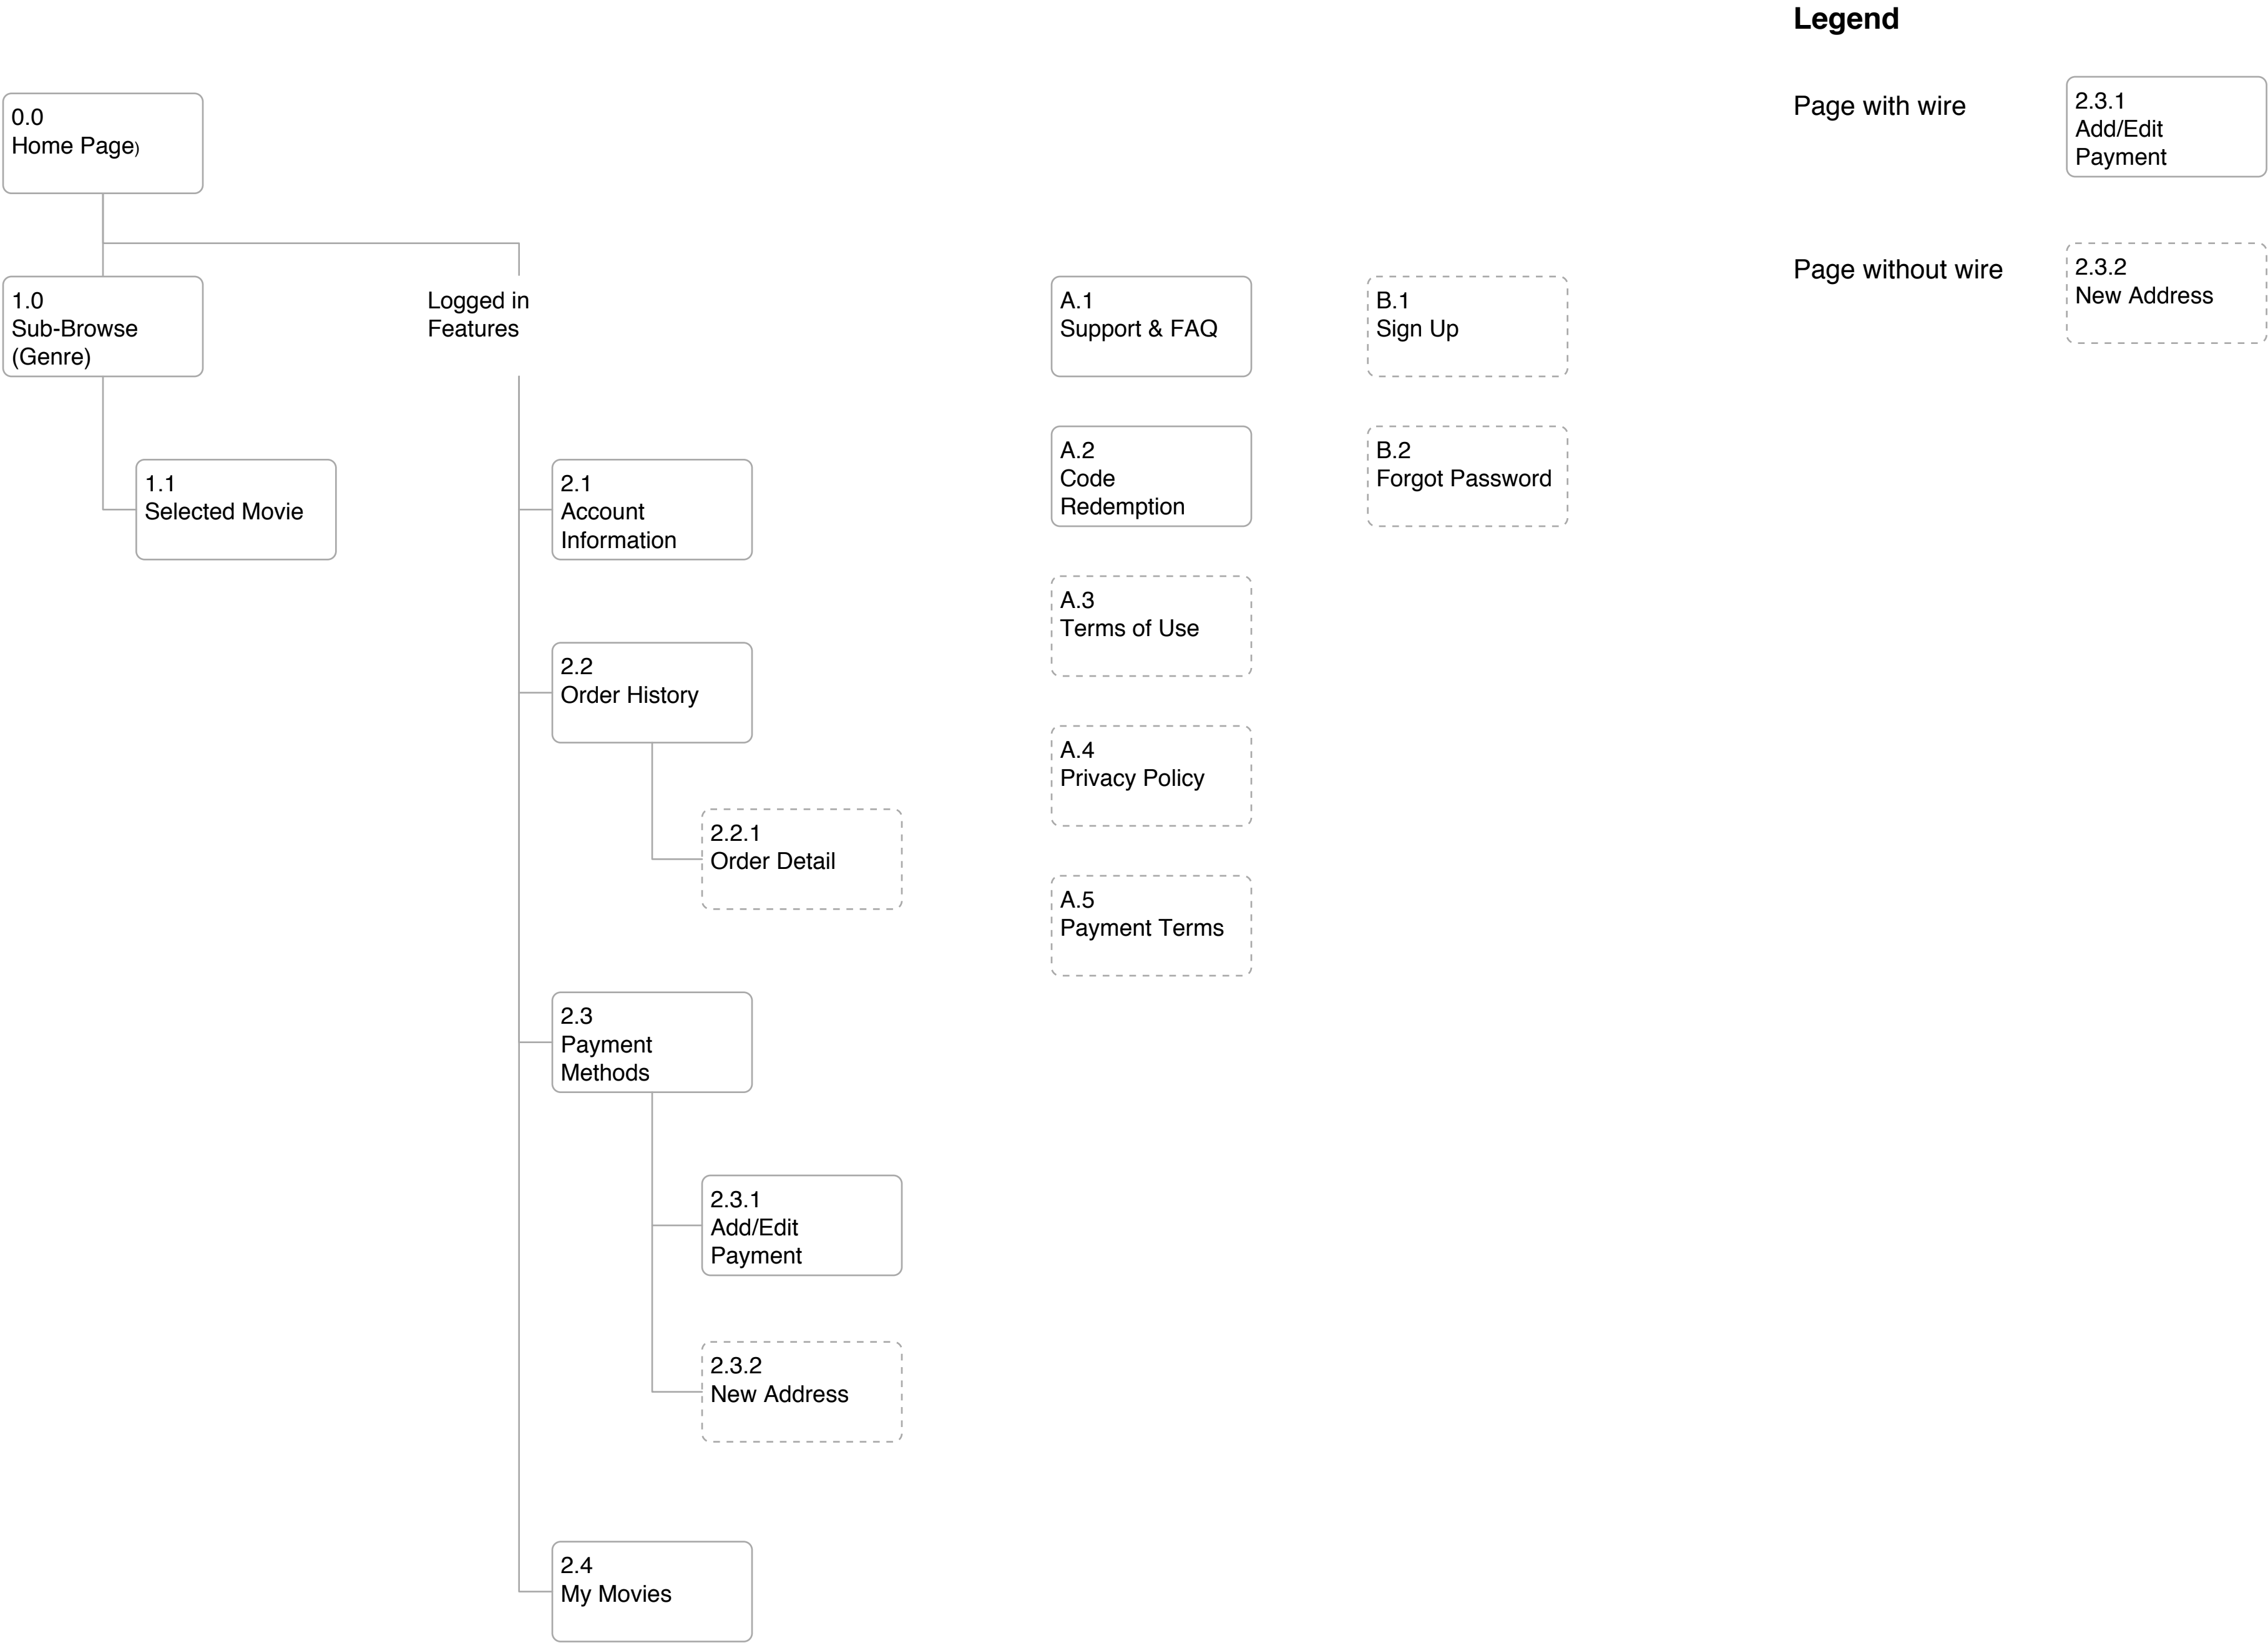 Legend
Page with wire
2.3.1
Add/Edit
Payment
Page without wire
2.3.2
New Address
0.0
Home Page)
1.0
Sub-Browse
(Genre)
1.1
Selected Movie
Logged in
Features
2.1
Account
Information
2.2
Order History
2.2.1
Order Detail
2.3
Payment
Methods
2.3.1
Add/Edit
Payment
2.3.2
New Address
2.4
My Movies
A.1
Support & FAQ
A.2
Code
Redemption
A.3
Terms of Use
A.4
Privacy Policy
A.5
Payment Terms
B.1
Sign Up
B.2
Forgot Password